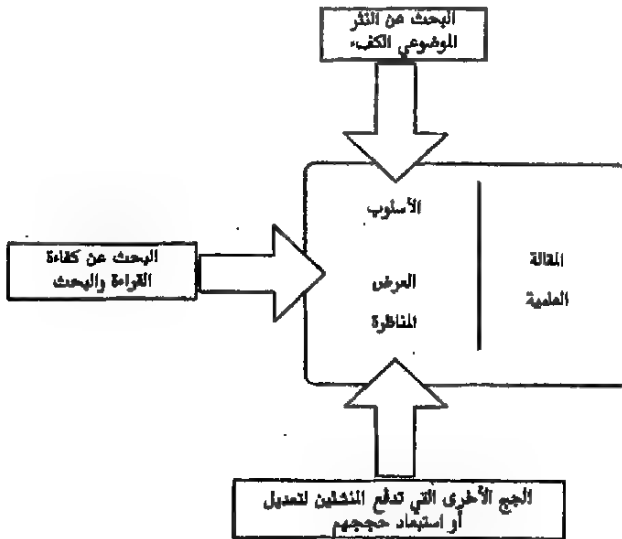 البحث عن النثر
الموضوعي الكفء
الأسلوب
المقالة
العلمية
العرض
المناظرة
البحث عن كفاءة
القراءة والبحث
الحجج الأخرى التي تدفع المنشئين لتعديل
أو استبعاد حججهم